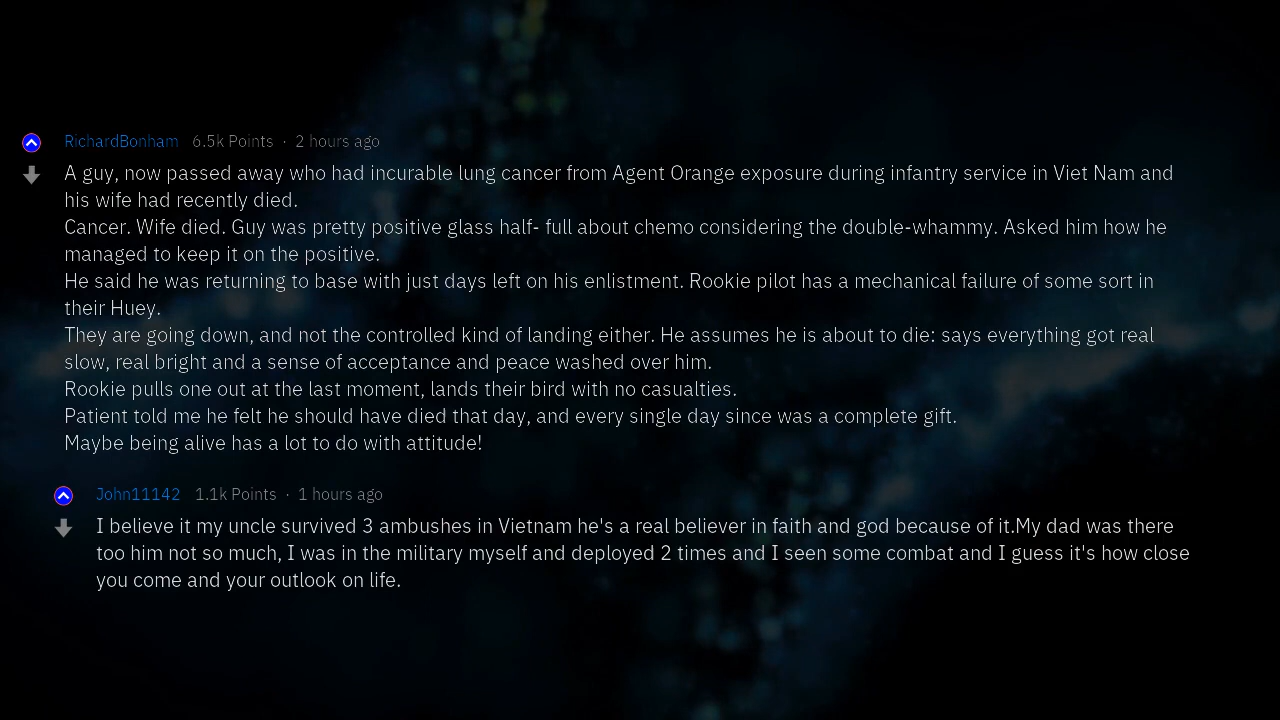 RichardBonham 6.5k Points · 2 hours ago
A guy, now passed away who had incurable lung cancer from Agent Orange exposure during infantry service in Viet Nam and
his wife had recently died.
Cancer. Wife died. Guy was pretty positive glass half- full about chemo considering the double-whammy. Asked him how he
managed to keep it on the positive.
He said he was returning to base with just days left on his enlistment. Rookie pilot has a mechanical failure of some sort in
their Huey.
They are going down, and not the controlled kind of landing either. He assumes he is about to die: says everything got real
slow, real bright and a sense of acceptance and peace washed over him.
Rookie pulls one out at the last moment, lands their bird with no casualties.
Patient told me he felt he should have died that day, and every single day since was a complete gift.
Maybe being alive has a lot to do with attitude!
John11142 1.1k Points · 1 hours ago
I believe it my uncle survived 3 ambushes in Vietnam he's a real believer in faith and god because of it.My dad was there
too him not so much, I was in the military myself and deployed 2 times and I seen some combat and I guess it's how close
you come and your outlook on life.